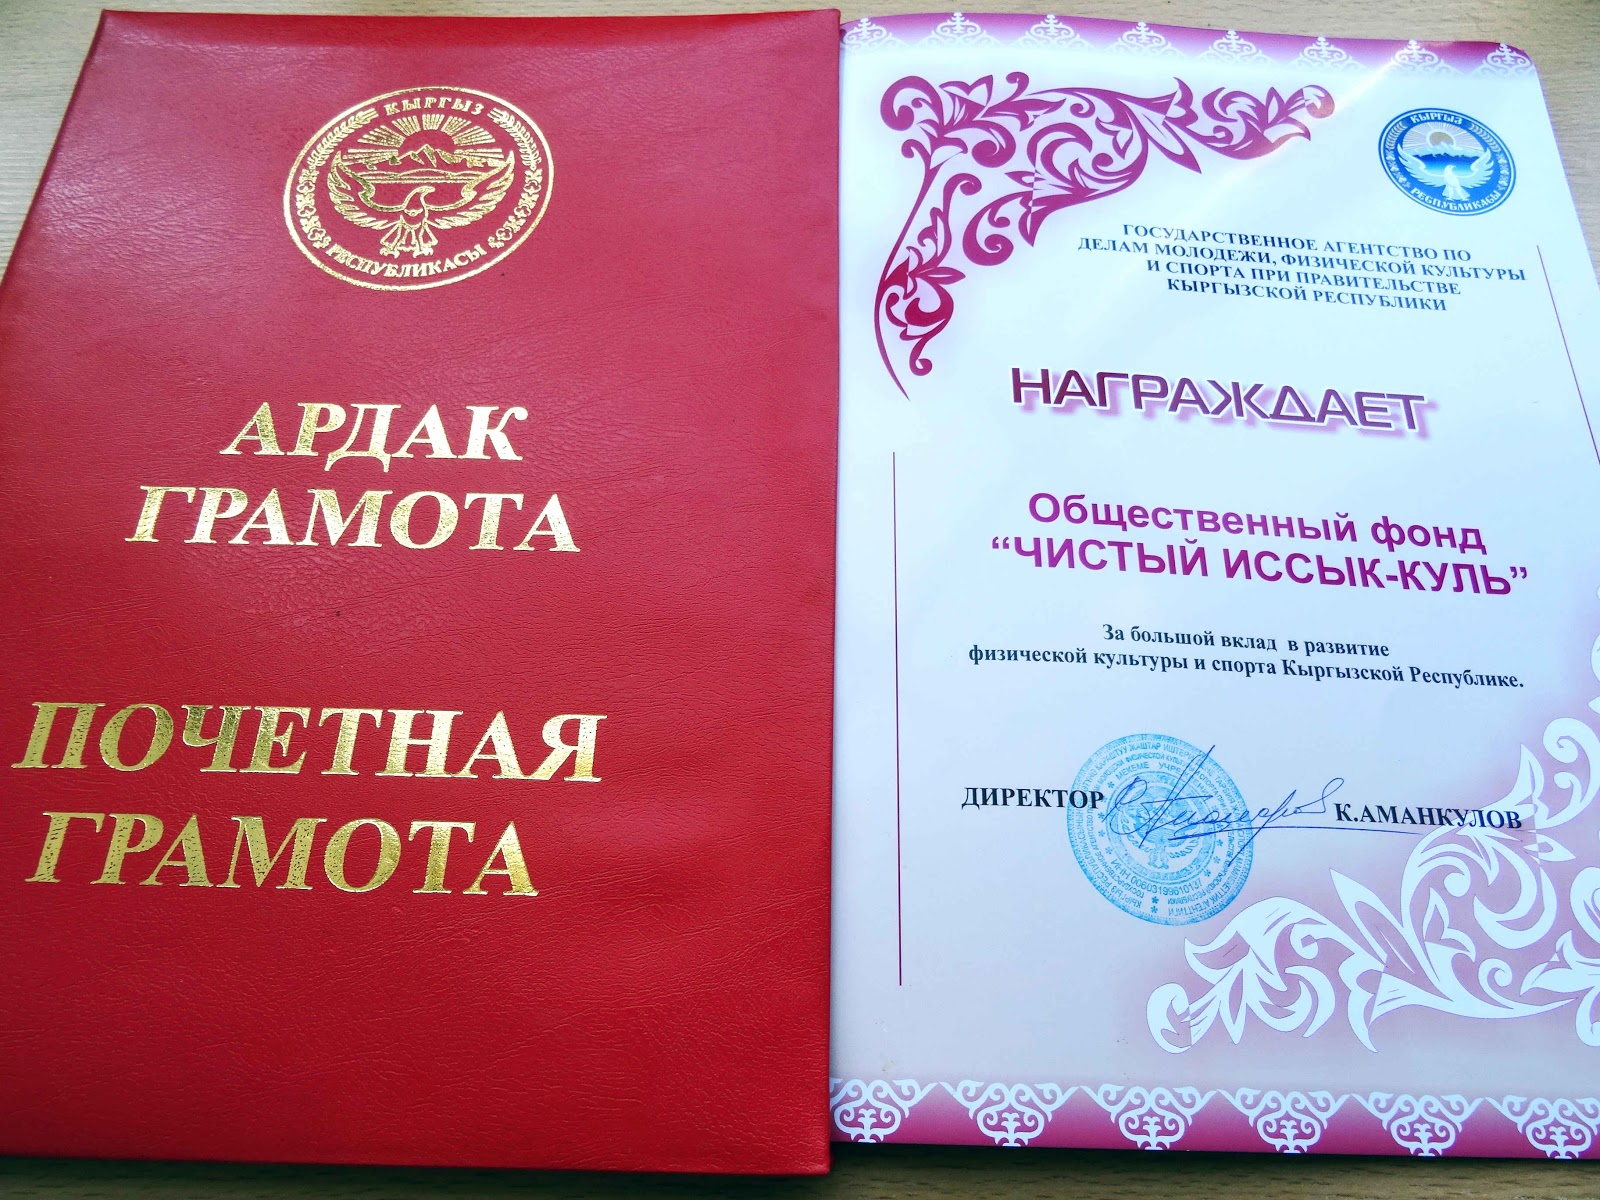 КЫРГЫЗ
РЕСПУБЛИКАСЫ
АРДАК
ГРАМОТА
ПОЧЕТНАЯ
ГРАМОТА
КЫРГЫЗ
РЕСПУБЛИКАСЫ
ГОСУДАРСТВЕННОЕ АГЕНТСТВО ПО
ДЕЛАМ МОЛОДЕЖИ, ФИЗИЧЕСКОЙ КУЛЬТУРЫ
И СПОРТА ПРИ ПРАВИТЕЛЬСТВЕ
КЫРГЫЗСКОЙ РЕСПУБЛИКИ
НАГРАЖДАЕТ
Общественный фонд
“ЧИСТЫЙ ИССЫК-КУЛЬ”
За большой вклад в развитие
физической культуры и спорта Кыргызской Республике.
ДИРЕКТОР К.АМАНКУЛОВ